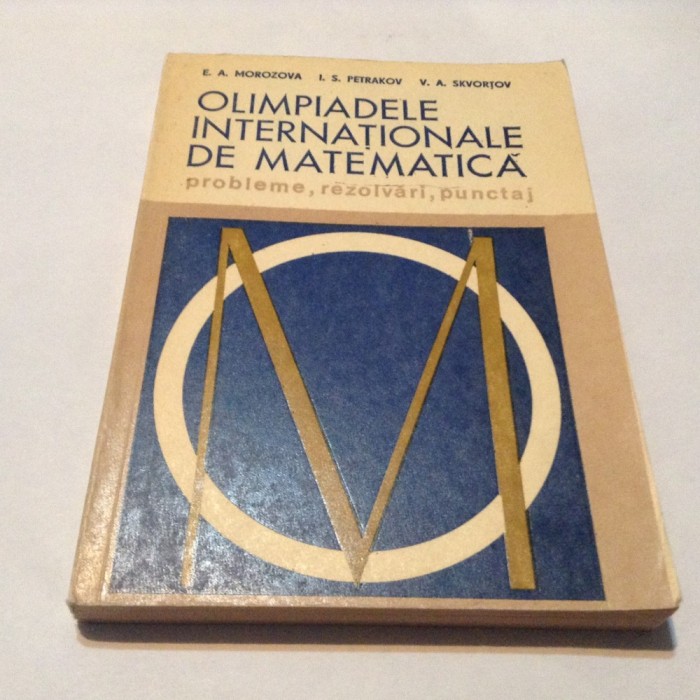 E. A. MOROZOVA I. S. PETRAKOV V. A. SKVORȚOV
OLIMPIADELE
INTERNAȚIONALE
DE MATEMATICĂ
probleme, rezolvări, punctaj